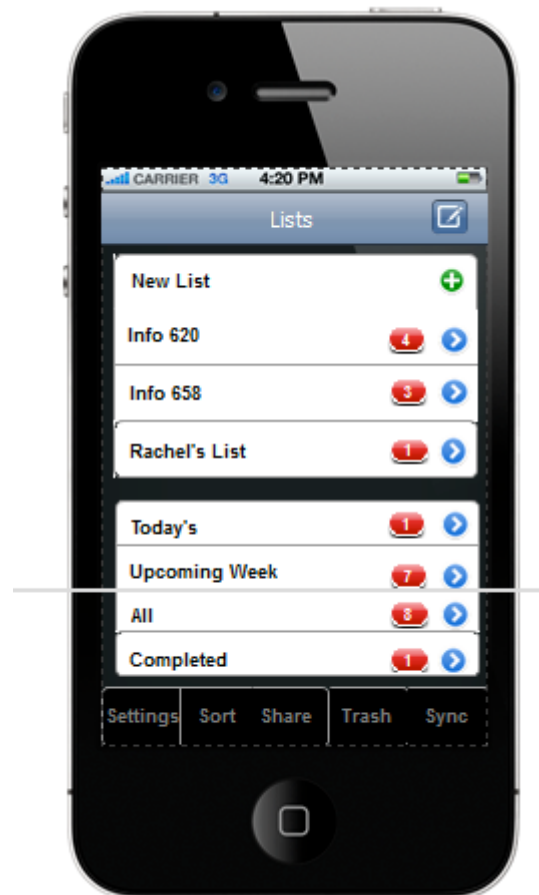 CARRIER 3G 4:20 PM
Lists
New List
Info 620 4
Info 658 3
Rachel's List 1
Today's 1
Upcoming Week 7
All 8
Completed 1
Settings Sort Share Trash Sync